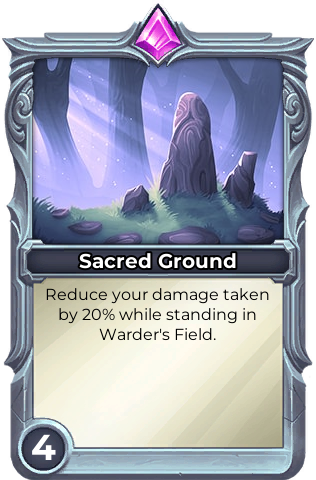 Sacred Ground
Reduce your damage taken
by 20% while standing in
Warder's Field.
4